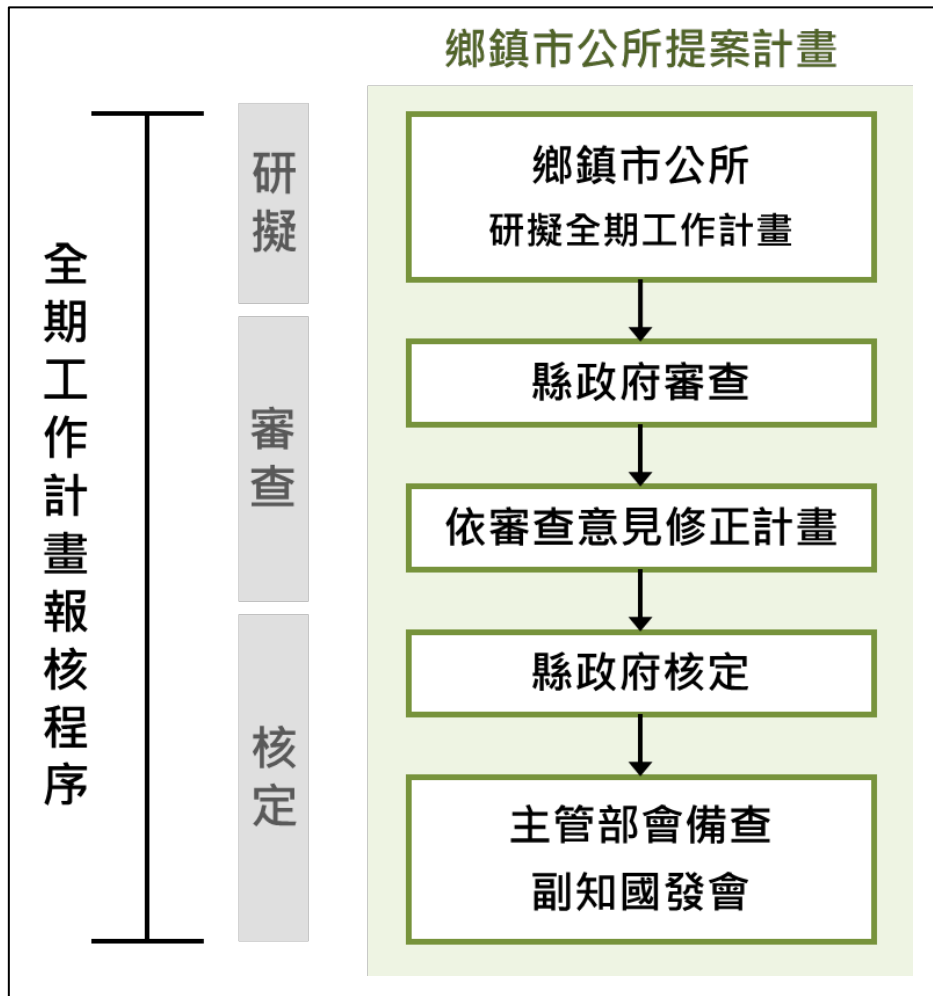 鄉鎮市公所提案計畫
全期工作計畫報核程序
研擬
鄉鎮市公所
研擬全期工作計畫
審查
縣政府審查
依審查意見修正計畫
核定
縣政府核定
主管部會備查
副知國發會